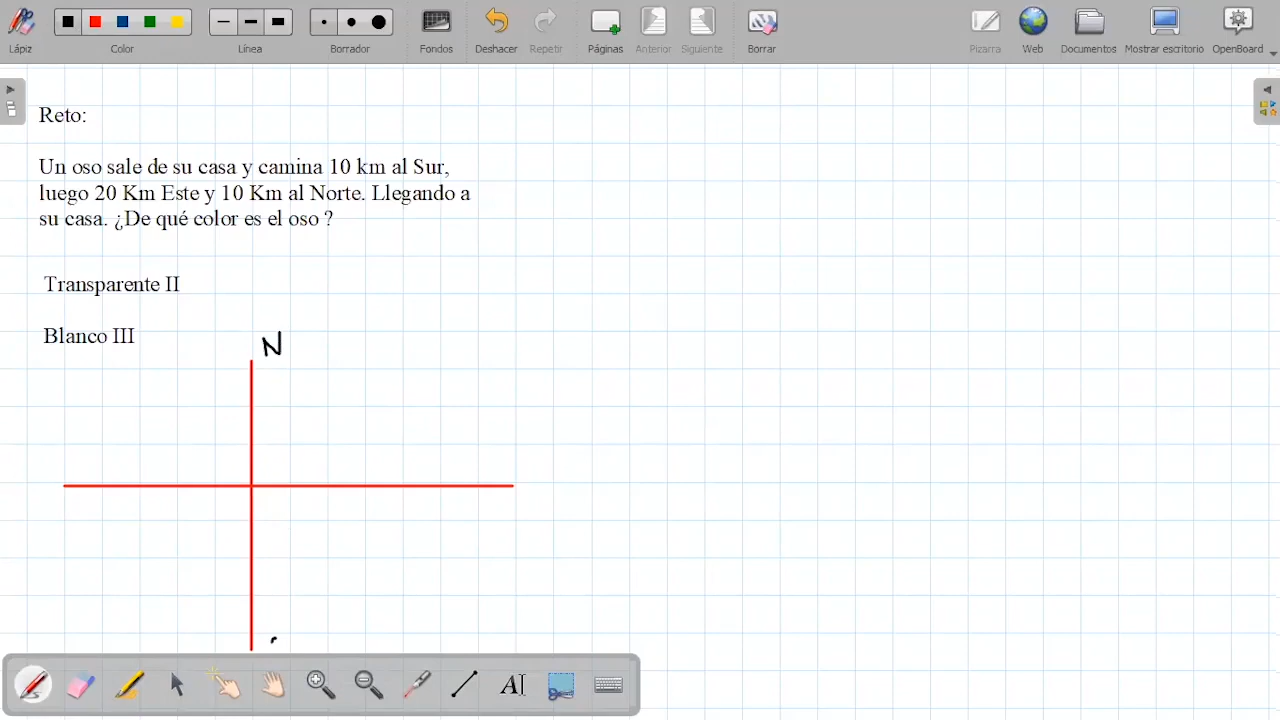 Lápiz
Color
Línea
Borrador
Fondos
Deshacer
Repetir
Páginas
Anterior
Siguiente
Borrar
Pizarra
Web
Documentos
Mostrar escritorio
OpenBoard
Reto:
Un oso sale de su casa y camina 10 km al Sur,
luego 20 Km Este y 10 Km al Norte. Llegando a
su casa. ¿De qué color es el oso ?
Transparente II
Blanco III
N
AI